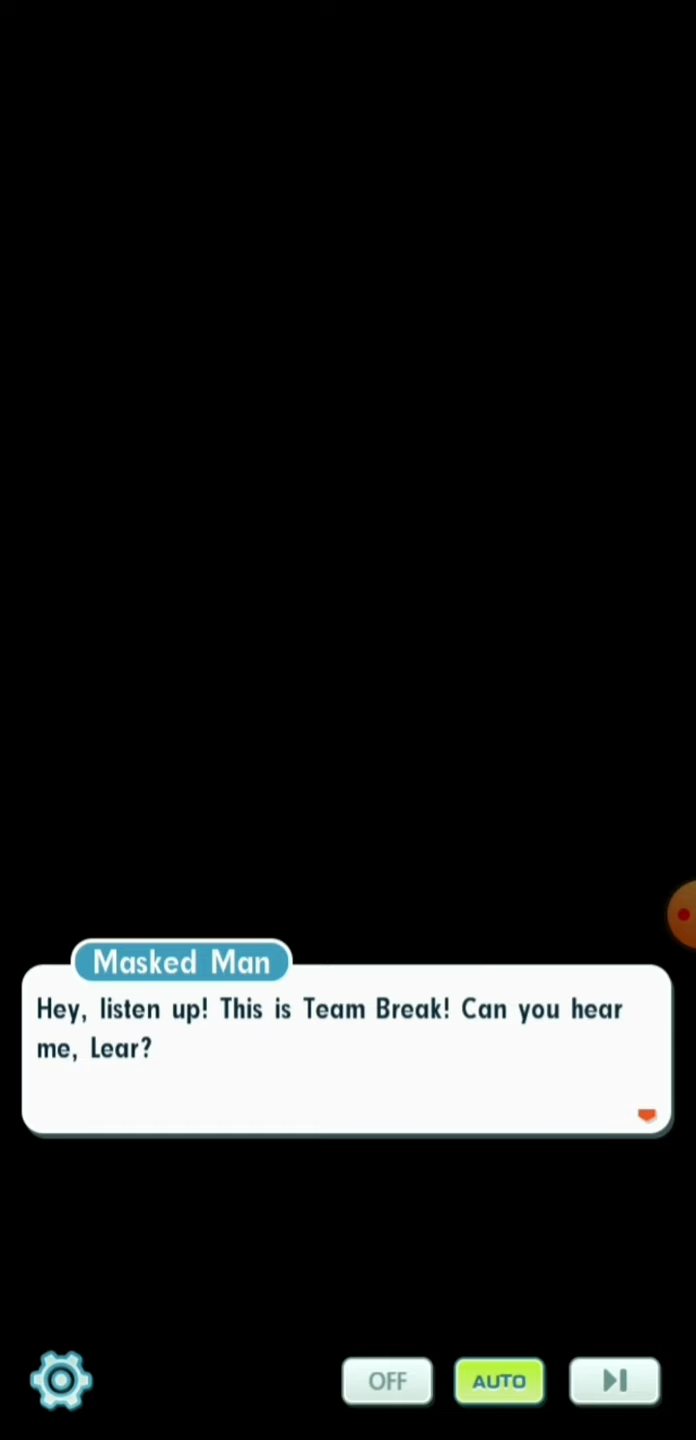 Masked Man
Hey, listen up! This is Team Break! Can you hear
me, Lear?
OFF
AUTO